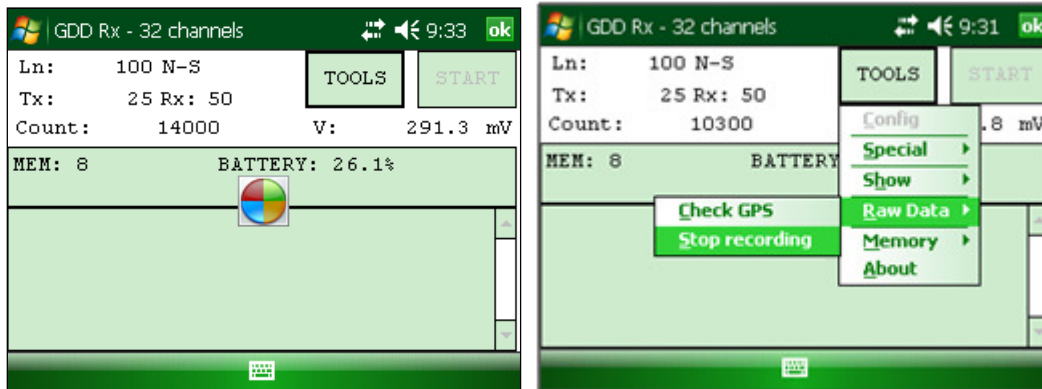 GDD Rx - 32 channels 9:33 ok
Ln: 100 N-S TOOLS START
Tx: 25 Rx: 50
Count: 14000 V: 291.3 mV
MEM: 8 BATTERY: 26.1%
GDD Rx - 32 channels 9:31 ok
Ln: 100 N-S TOOLS START
Tx: 25 Rx: 50
Count: 10300 .8 mV
MEM: 8 BATTERY
Config
Special
Show
Raw Data
Memory
About
Check GPS
Stop recording